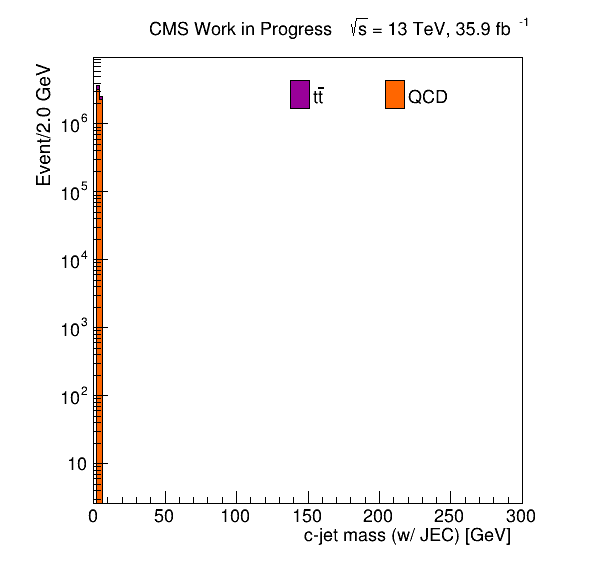 CMS Work in Progress √s = 13 TeV, 35.9 fb⁻¹
Event/2.0 GeV
tt̄
QCD
10⁶
10⁵
10⁴
10³
10²
10
0 50 100 150 200 250 300
c-jet mass (w/ JEC) [GeV]